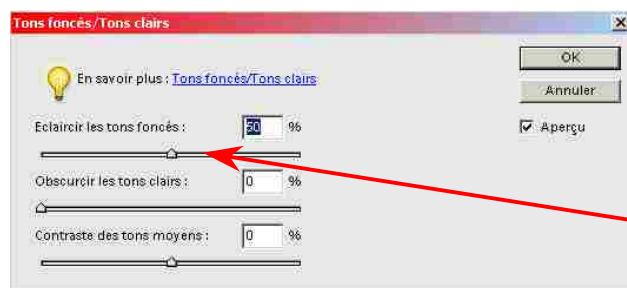 Tons foncés/Tons clairs
OK
En savoir plus : Tons foncés/Tons clairs
Annuler
Eclaircir les tons foncés : 50 %
Aperçu
Obscurcir les tons clairs : 0 %
Contraste des tons moyens : 0 %